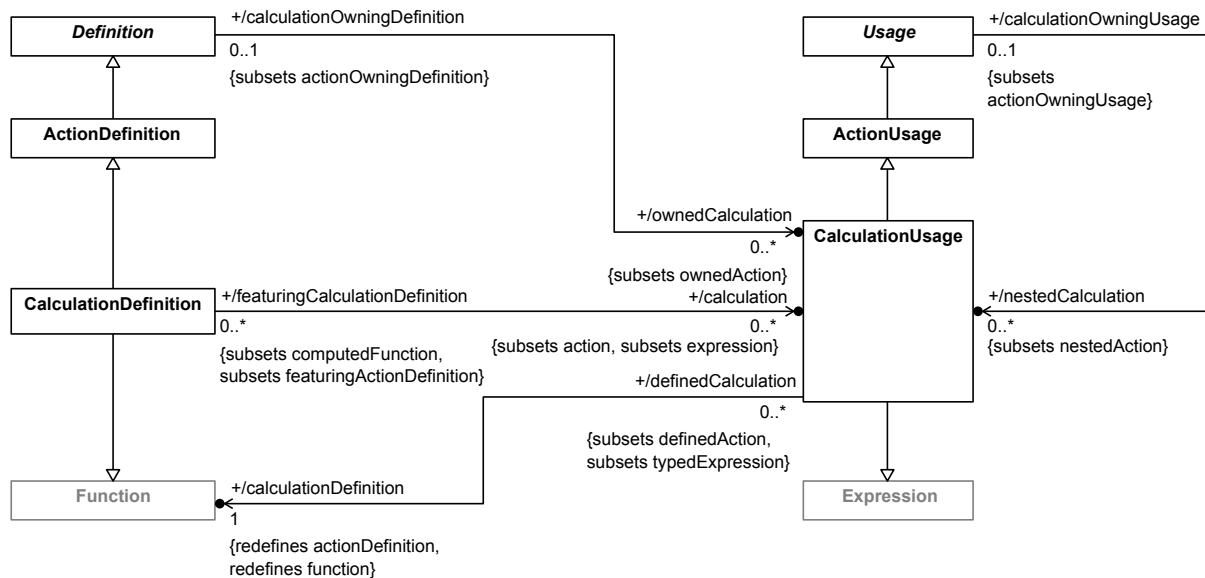 +/calculationOwningDefinition
+/calculationOwningUsage
Definition
Usage
0..1
0..1
{subsets actionOwningDefinition}
{subsets
actionOwningUsage}
ActionDefinition
ActionUsage
+/ownedCalculation
CalculationUsage
0..*
{subsets ownedAction}
CalculationDefinition
+/featuringCalculationDefinition
+/calculation
+/nestedCalculation
0..*
0..*
0..*
{subsets computedFunction,
subsets featuringActionDefinition}
{subsets action, subsets expression}
{subsets nestedAction}
+/definedCalculation
0..*
{subsets definedAction,
subsets typedExpression}
Function
+/calculationDefinition
Expression
1
{redefines actionDefinition,
redefines function}